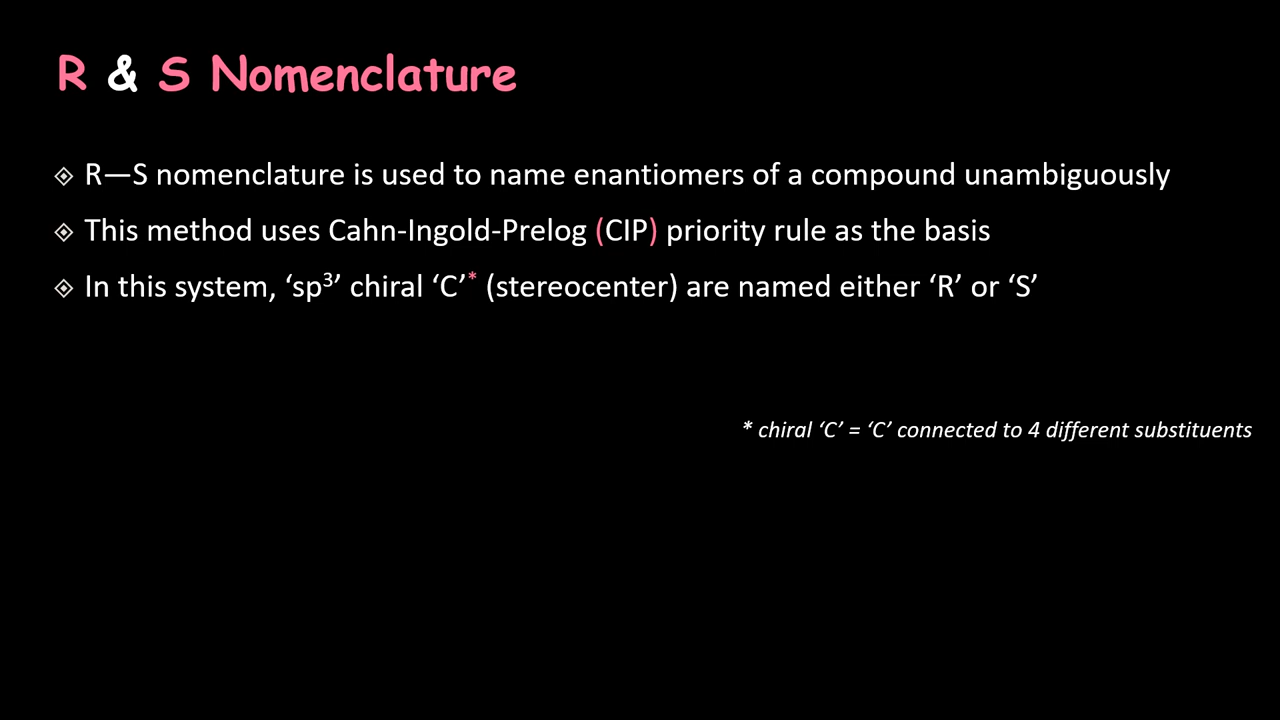 R & S Nomenclature
R—S nomenclature is used to name enantiomers of a compound unambiguously
This method uses Cahn-Ingold-Prelog (CIP) priority rule as the basis
In this system, ‘sp³’ chiral ‘C’* (stereocenter) are named either ‘R’ or ‘S’
* chiral ‘C’ = ‘C’ connected to 4 different substituents